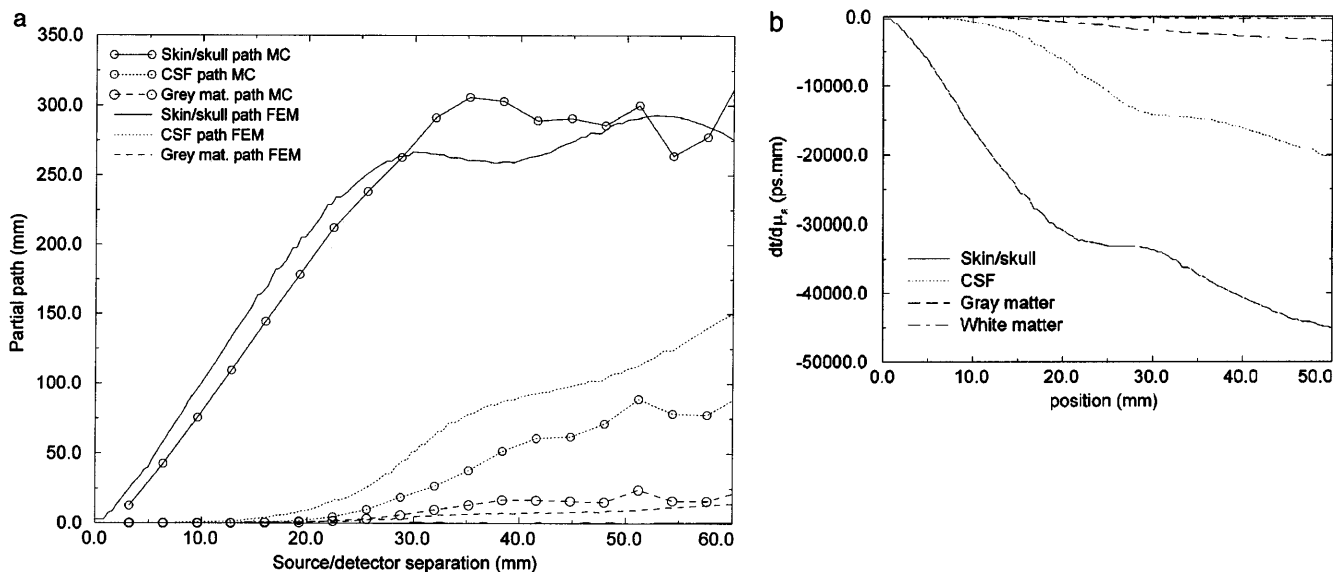 a
350.0
300.0
250.0
200.0
150.0
100.0
50.0
0.0
Partial path (mm)
Skin/skull path MC
CSF path MC
Grey mat. path MC
Skin/skull path FEM
CSF path FEM
Grey mat. path FEM
0.0 10.0 20.0 30.0 40.0 50.0 60.0
Source/detector separation (mm)
b
0.0
-10000.0
-20000.0
-30000.0
-40000.0
-50000.0
(ps.mm)
Skin/skull
CSF
Gray matter
White matter
0.0 10.0 20.0 30.0 40.0 50.0
position (mm)